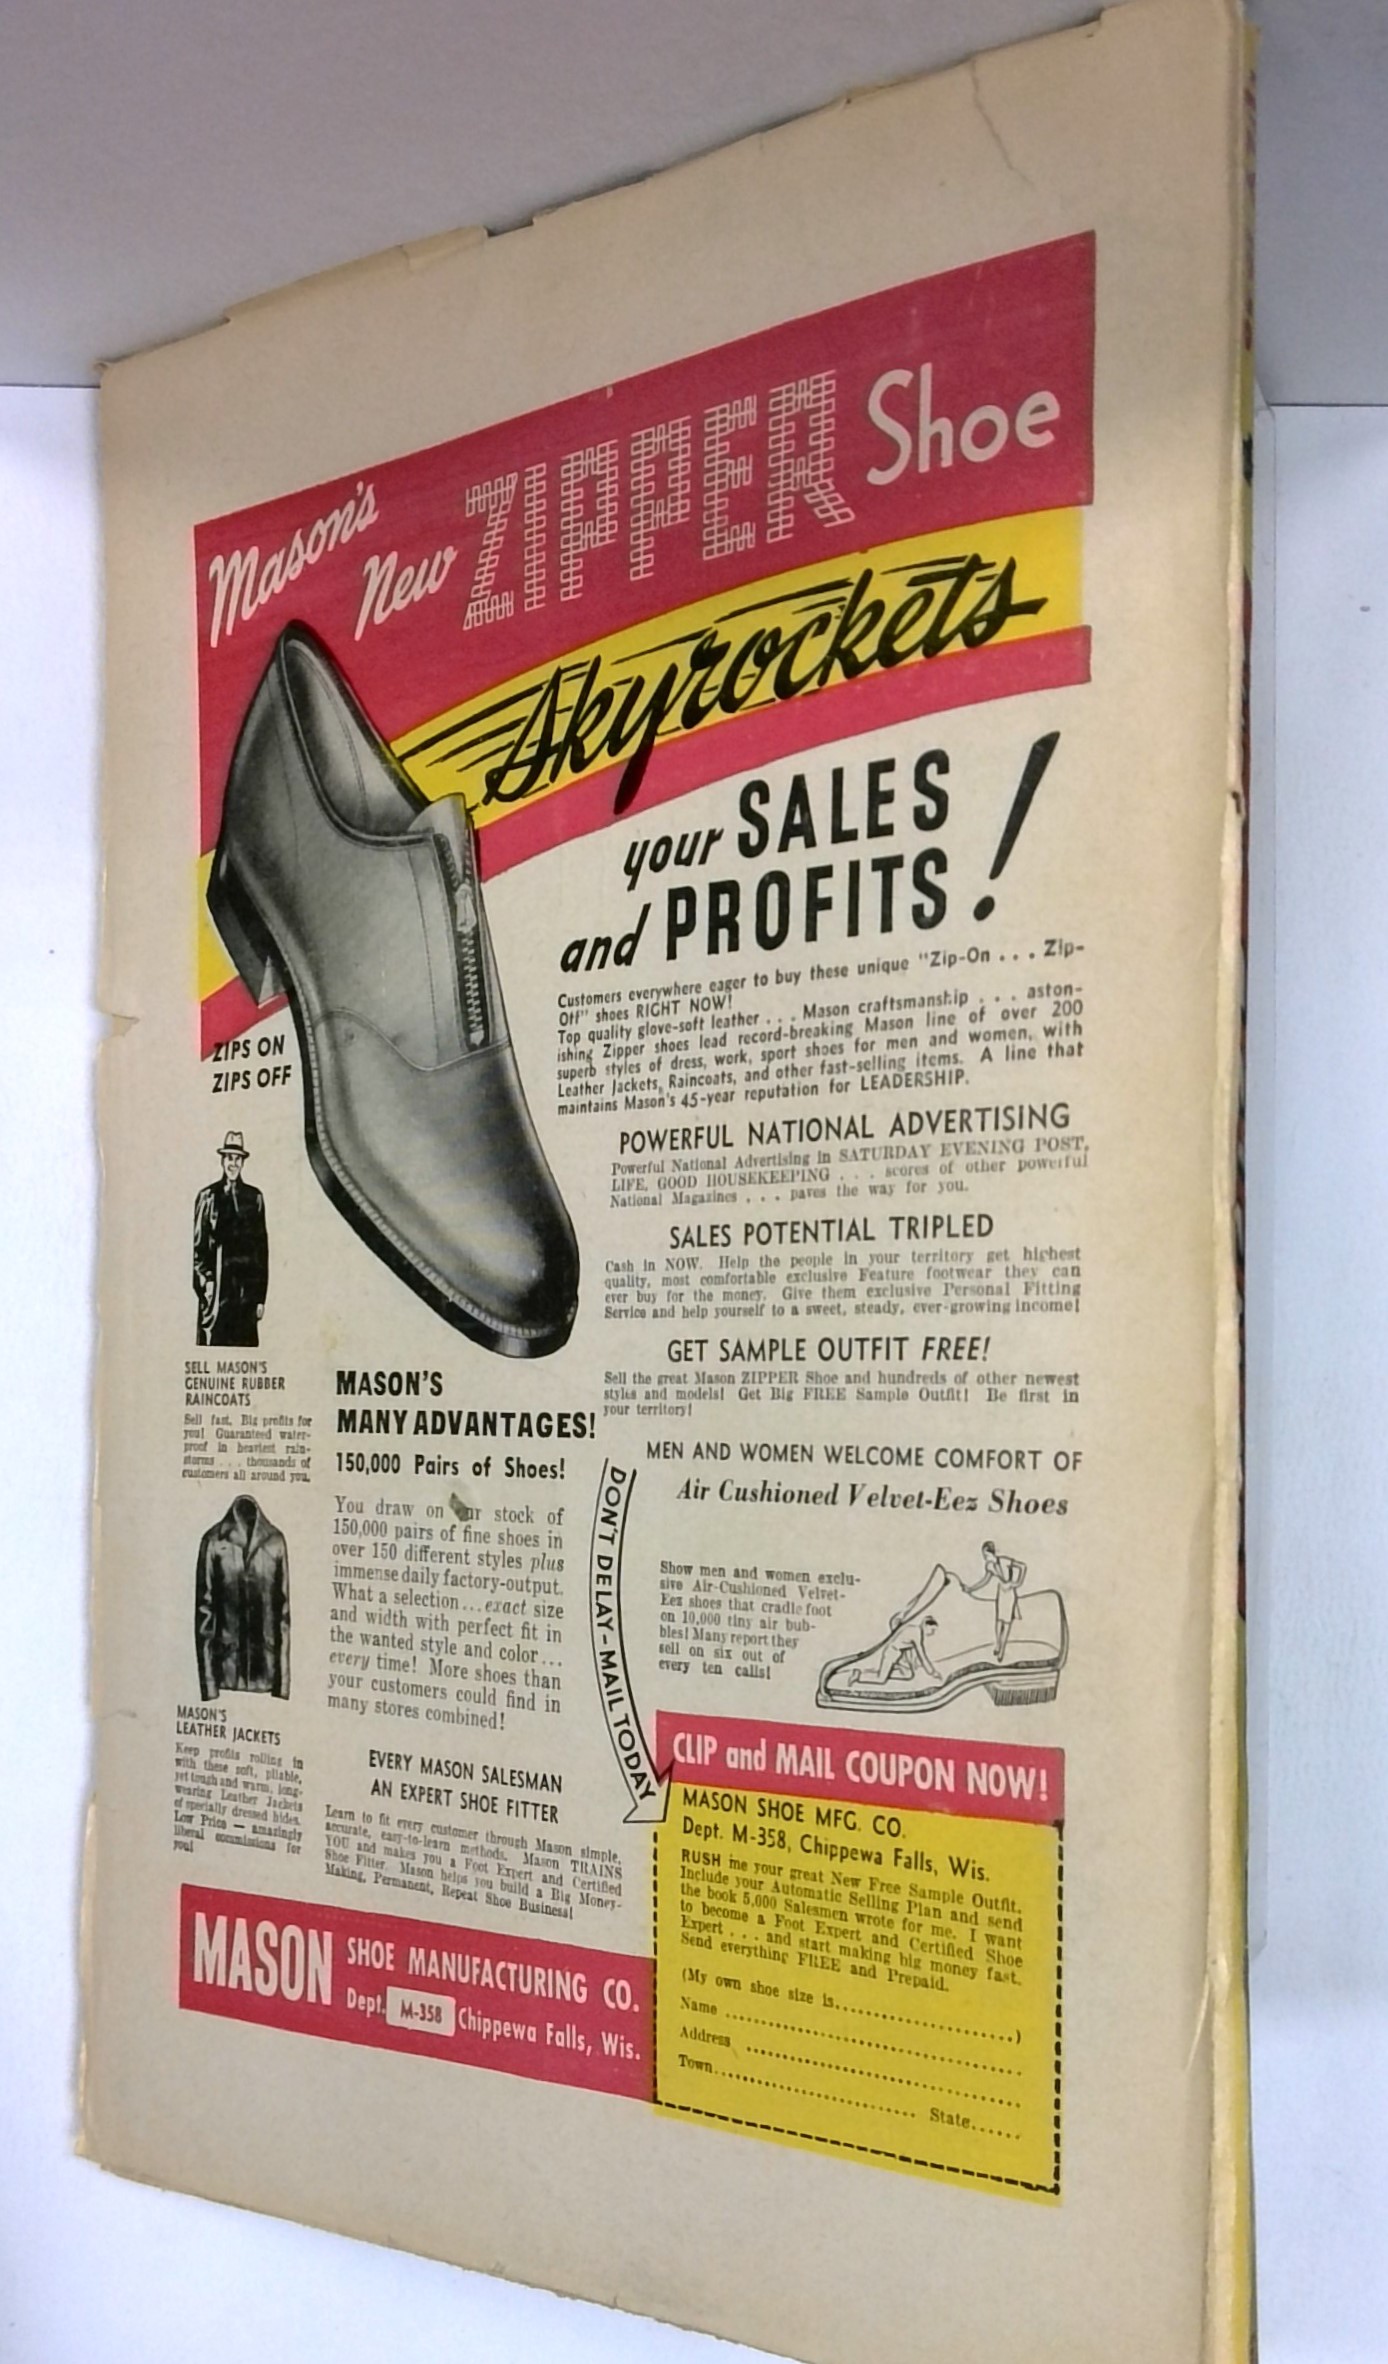 Mason's
New ZIPPER Shoe
Skyrockets
your SALES
and PROFITS!
Customers everywhere eager to buy these unique "Zip-On . . . Zip-
Off" shoes RIGHT NOW!
Top quality glove-soft leather . . . Mason craftsmanship . . . aston-
ishing Zipper shoes lead record-breaking Mason line of over 200
superb styles of dress, work, sport shoes for men and women, with
Leather Jackets, Raincoats, and other fast-selling items. A line that
maintains Mason's 45-year reputation for LEADERSHIP.
POWERFUL NATIONAL ADVERTISING
Powerful National Advertising in SATURDAY EVENING POST,
LIFE, GOOD HOUSEKEEPING . . . scores of other powerful
National Magazines . . . paves the way for you.
SALES POTENTIAL TRIPLED
Cash in NOW. Help the people in your territory get highest
quality, most comfortable exclusive Feature footwear they can
ever buy for the money. Give them exclusive Personal Fitting
Service and help yourself to a sweet, steady, ever-growing income!
GET SAMPLE OUTFIT FREE!
Sell the great Mason ZIPPER Shoe and hundreds of other newest
styles and models! Get Big FREE Sample Outfit! Be first in
your territory!
MEN AND WOMEN WELCOME COMFORT OF
Air Cushioned Velvet-Eez Shoes
Show men and women exclu-
sive Air-Cushioned Velvet-
Eez shoes that cradle foot
on 10,000 tiny air bub-
bles! Many report they
sell on six out of
every ten calls!
ZIPS ON
ZIPS OFF
SELL MASON'S
GENUINE RUBBER
RAINCOATS
Sell fast. Big profits for
you! Guaranteed water-
proof in heaviest rain-
storms . . . thousands of
customers all around you.
MASON'S
LEATHER JACKETS
Keep profits rolling in
with these soft, pliable,
yet tough and warm, long-
wearing Leather Jackets
of specially dressed hides.
Low Price — amazingly
liberal commissions for
you!
MASON'S
MANY ADVANTAGES!
150,000 Pairs of Shoes!
You draw on our stock of
150,000 pairs of fine shoes in
over 150 different styles plus
immense daily factory-output.
What a selection...exact size
and width with perfect fit in
the wanted style and color...
every time! More shoes than
your customers could find in
many stores combined!
EVERY MASON SALESMAN
AN EXPERT SHOE FITTER
Learn to fit every customer through Mason simple,
accurate, easy-to-learn methods. Mason TRAINS
YOU and makes you a Foot Expert and Certified
Shoe Fitter. Mason helps you build a Big Money-
Making, Permanent, Repeat Shoe Business!
DON'T DELAY-MAIL TODAY
MASON SHOE MANUFACTURING CO.
Dept. M-358 Chippewa Falls, Wis.
CLIP and MAIL COUPON NOW!
MASON SHOE MFG. CO.
Dept. M-358, Chippewa Falls, Wis.
RUSH me your great New Free Sample Outfit.
Include your Automatic Selling Plan and send
the book 5,000 Salesmen wrote for me. I want
to become a Foot Expert and Certified Shoe
Expert . . . and start making big money fast.
Send everything FREE and Prepaid.
(My own shoe size is......................)
Name ......................................
Address ...................................
Town.......................... State......